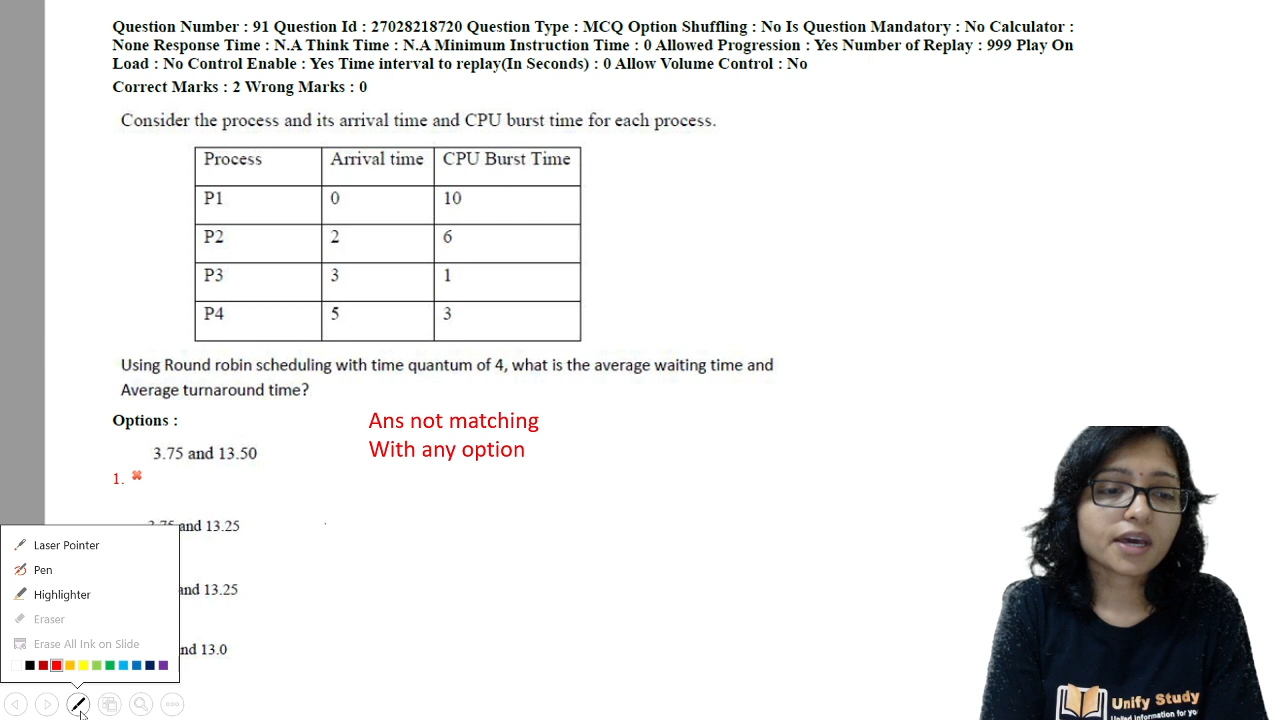 Question Number : 91 Question Id : 27028218720 Question Type : MCQ Option Shuffling : No Is Question Mandatory : No Calculator :
None Response Time : N.A Think Time : N.A Minimum Instruction Time : 0 Allowed Progression : Yes Number of Replay : 999 Play On
Load : No Control Enable : Yes Time interval to replay(In Seconds) : 0 Allow Volume Control : No
Correct Marks : 2 Wrong Marks : 0
Consider the process and its arrival time and CPU burst time for each process.
Process Arrival time CPU Burst Time
P1 0 10
P2 2 6
P3 3 1
P4 5 3
Using Round robin scheduling with time quantum of 4, what is the average waiting time and
Average turnaround time?
Options :
Ans not matching
With any option
3.75 and 13.50
1.
and 13.25
and 13.25
and 13.0
Laser Pointer
Pen
Highlighter
Eraser
Erase All Ink on Slide
Unify Study
United Information for